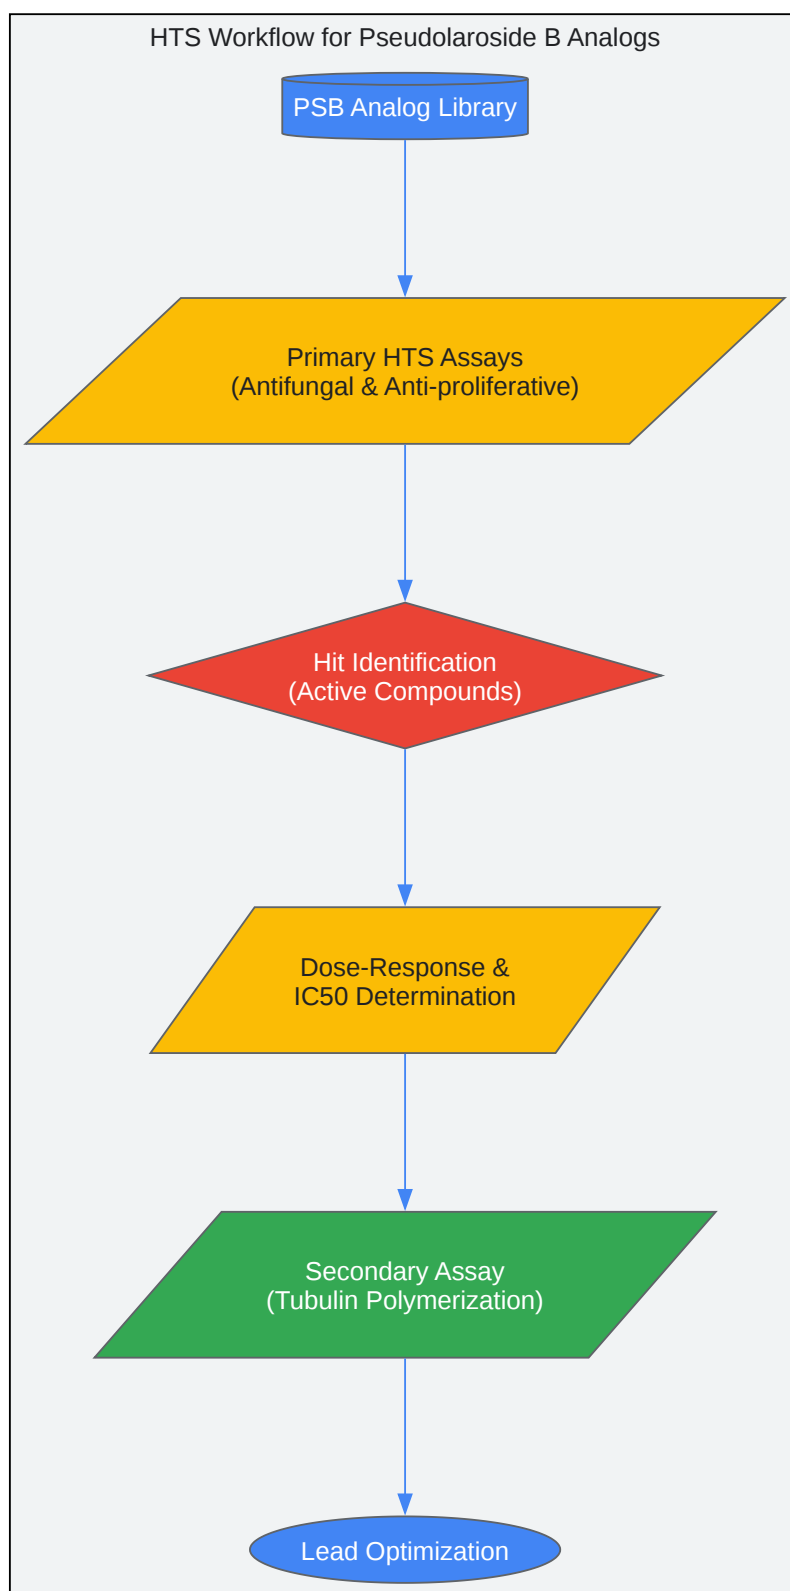 HTS Workflow for Pseudolaroside B Analogs
PSB Analog Library
Primary HTS Assays
(Antifungal & Anti-proliferative)
Hit Identification
(Active Compounds)
Dose-Response &
IC50 Determination
Secondary Assay
(Tubulin Polymerization)
Lead Optimization